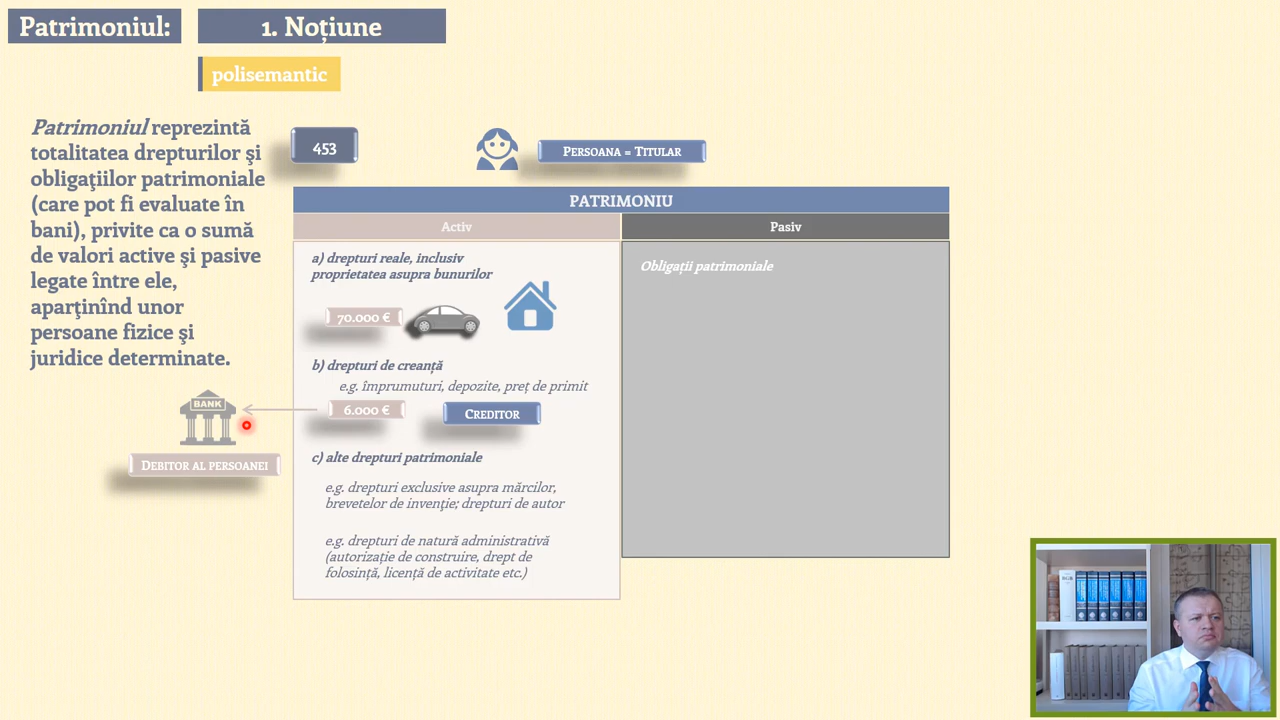 Patrimoniul:
1. Noțiune
polisemantic
Patrimoniul reprezintă
totalitatea drepturilor şi
obligaţiilor patrimoniale
(care pot fi evaluate în
bani), privite ca o sumă
de valori active şi pasive
legate între ele,
aparţinînd unor
persoane fizice şi
juridice determinate.
453
Persoana = Titular
PATRIMONIU
Activ
Pasiv
a) drepturi reale, inclusiv
proprietatea asupra bunurilor
70.000 €
b) drepturi de creanță
e.g. împrumuturi, depozite, preț de primit
6.000 €
Creditor
c) alte drepturi patrimoniale
e.g. drepturi exclusive asupra mărcilor,
brevetelor de invenţie; drepturi de autor
e.g. drepturi de natură administrativă
(autorizație de construire, drept de
folosință, licență de activitate etc.)
Obligații patrimoniale
BANK
Debitor al persoanei